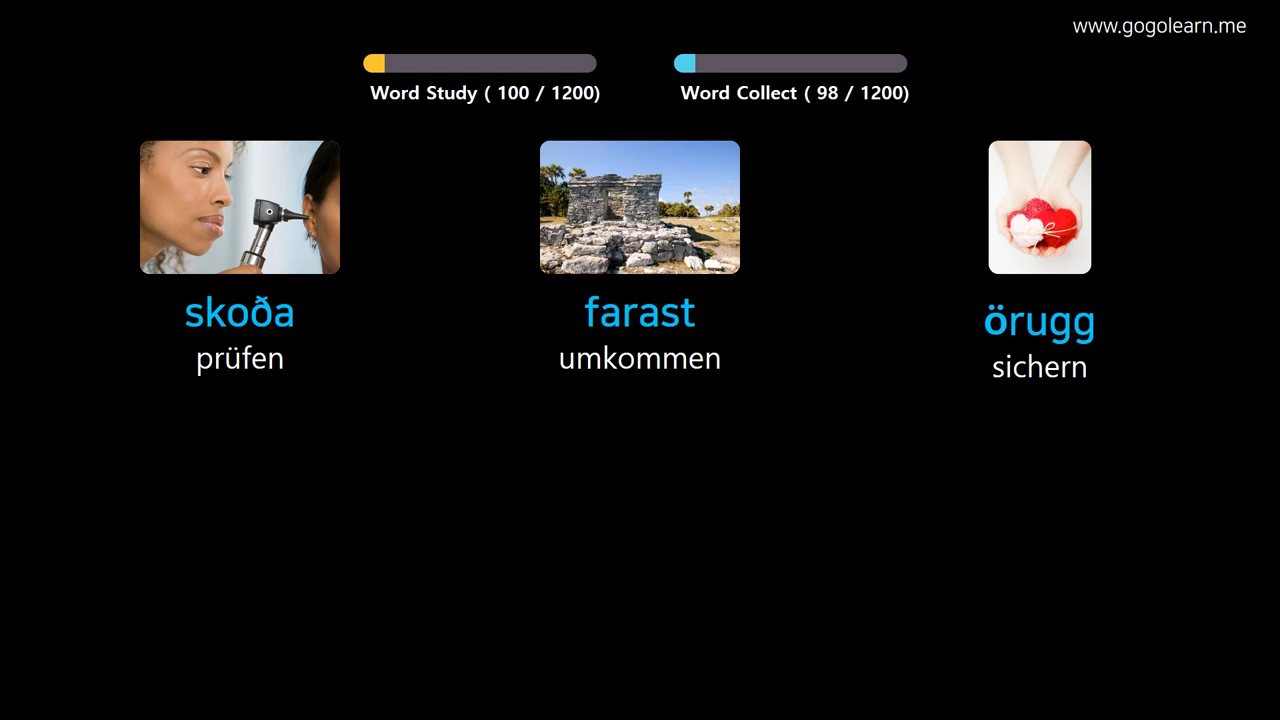 www.gogolearn.me
Word Study ( 100 / 1200)
Word Collect ( 98 / 1200)
skoða
farast
örugg
prüfen
umkommen
sichern